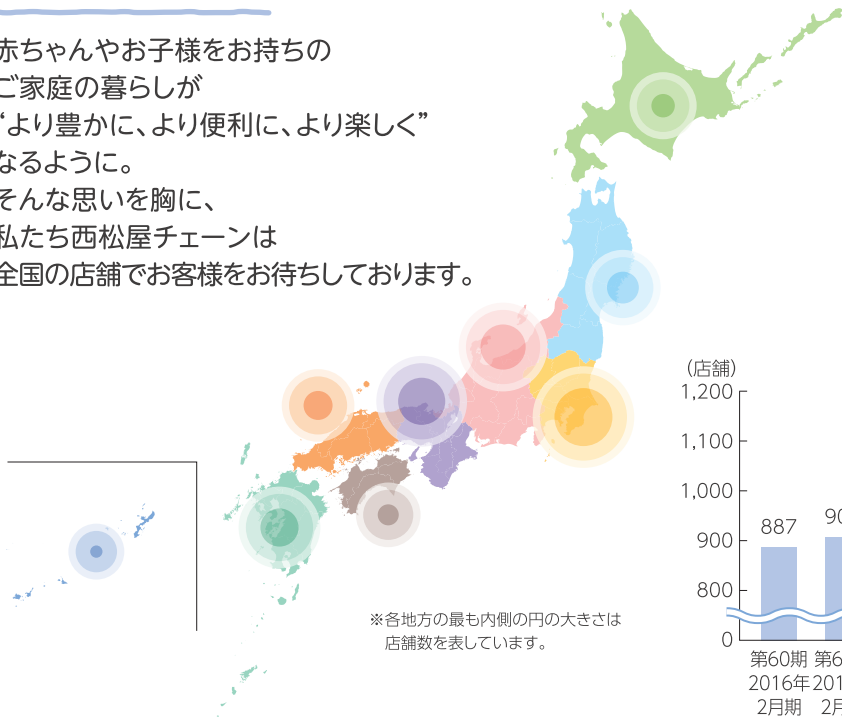 赤ちゃんやお子様をお持ちの
ご家庭の暮らしが
“より豊かに、より便利に、より楽しく”
なるように。
そんな思いを胸に、
私たち西松屋チェーンは
全国の店舗でお客様をお待ちしております。
※各地方の最も内側の円の大きさは
店舗数を表しています。
（店舗）
1,200
1,100
1,000
900
800
0
887
第60期
2016年
2月期